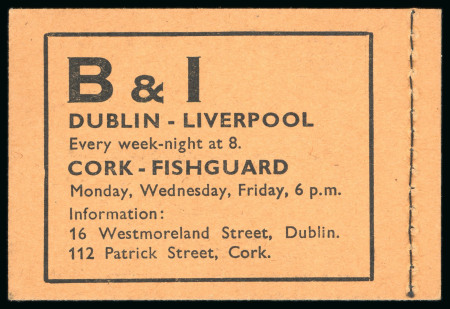 B & I
DUBLIN - LIVERPOOL
Every week-night at 8.
CORK - FISHGUARD
Monday, Wednesday, Friday, 6 p.m.
Information:
16 Westmoreland Street, Dublin.
112 Patrick Street, Cork.